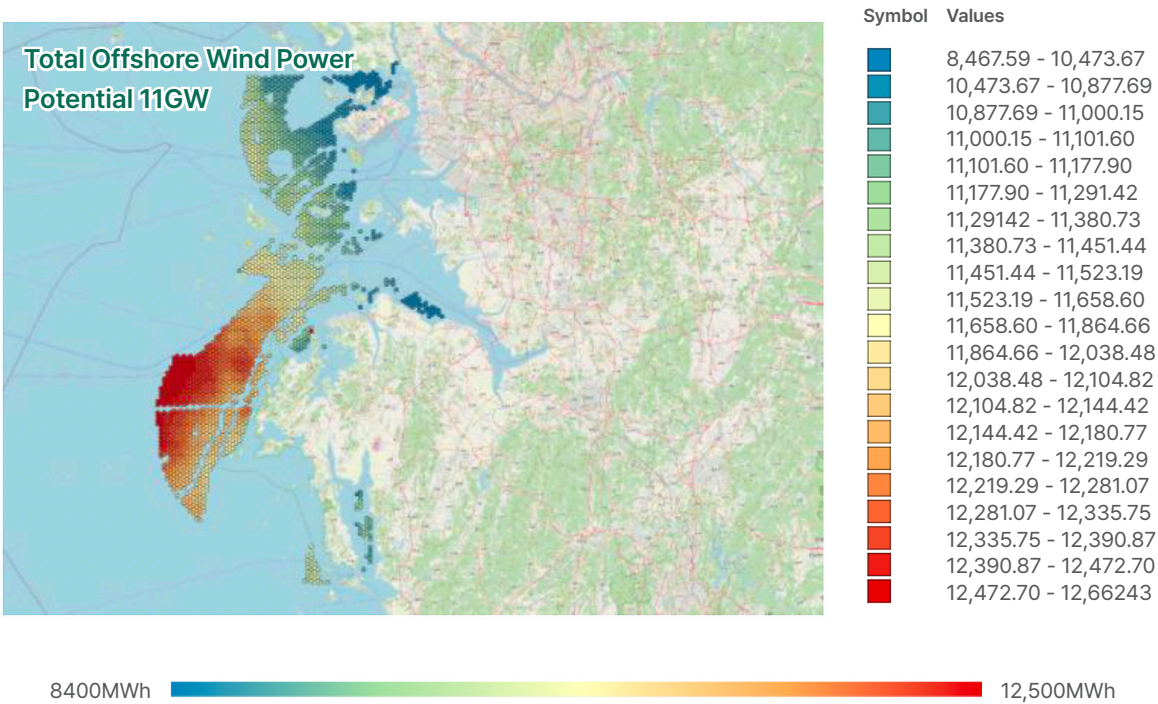 Total Offshore Wind Power
Potential 11GW
Symbol Values
8,467.59 - 10,473.67
10,473.67 - 10,877.69
10,877.69 - 11,000.15
11,000.15 - 11,101.60
11,101.60 - 11,177.90
11,177.90 - 11,291.42
11,29142 - 11,380.73
11,380.73 - 11,451.44
11,451.44 - 11,523.19
11,523.19 - 11,658.60
11,658.60 - 11,864.66
11,864.66 - 12,038.48
12,038.48 - 12,104.82
12,104.82 - 12,144.42
12,144.42 - 12,180.77
12,180.77 - 12,219.29
12,219.29 - 12,281.07
12,281.07 - 12,335.75
12,335.75 - 12,390.87
12,390.87 - 12,472.70
12,472.70 - 12,66243
8400MWh
12,500MWh